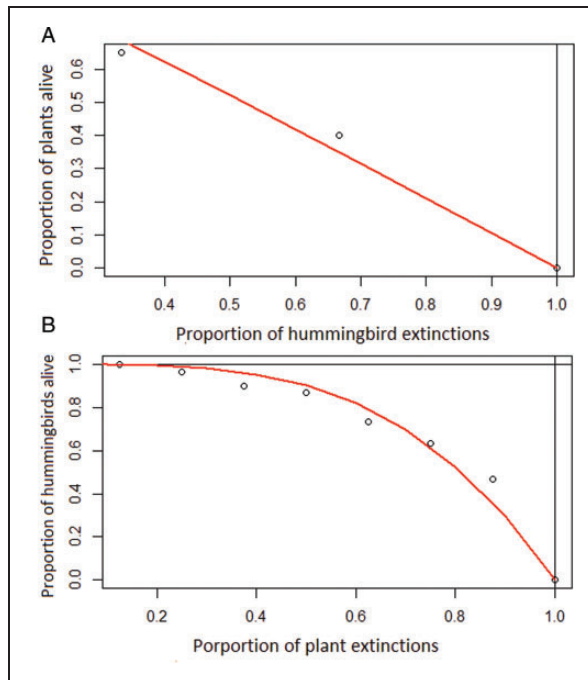 A
Proportion of plants alive
0.6
0.5
0.4
0.3
0.2
0.1
0.0
0.4 0.5 0.6 0.7 0.8 0.9 1.0
Proportion of hummingbird extinctions
B
Proportion of hummingbirds alive
1.0
0.8
0.6
0.4
0.2
0.0
0.2 0.4 0.6 0.8 1.0
Porportion of plant extinctions